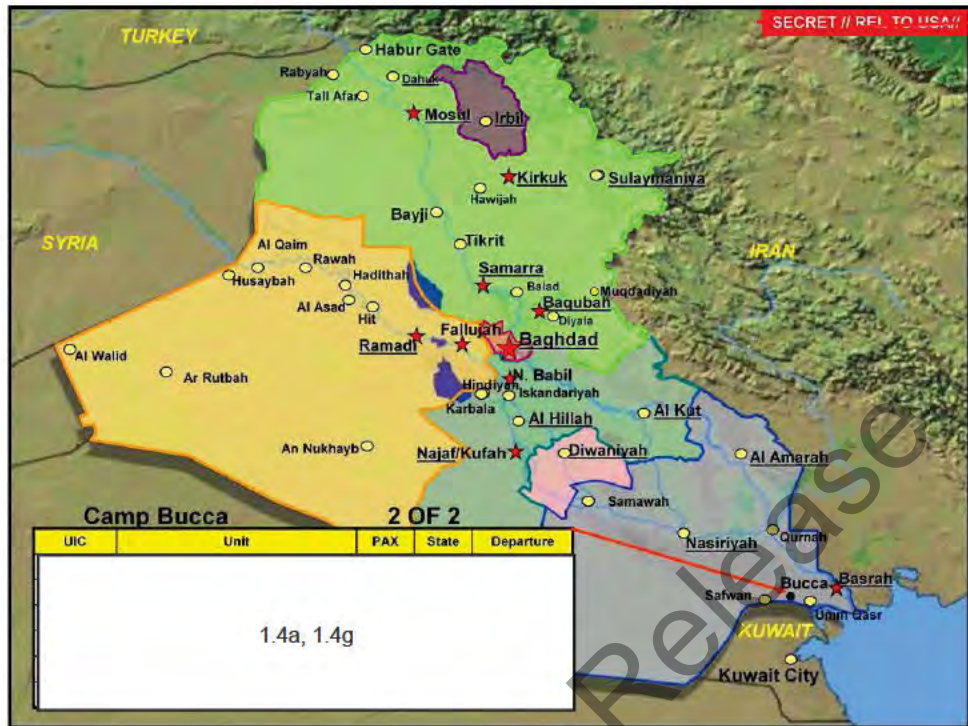 SECRET // REL TO USA//
TURKEY
Habur Gate
Rabyah
Dahuk
Tall Afar
Mosul
Irbil
Kirkuk
Sulaymaniya
Hawijah
Bayji
SYRIA
Tikrit
IRAN
Al Qaim
Rawah
Husaybah
Hadithah
Samarra
Balad
Muqdadiyah
Al Asad
Hit
Baqubah
Diyala
Fallujah
Ramadi
Baghdad
Al Walid
Ar Rutbah
N. Babil
Hindiyah
Iskandariyah
Karbala
Al Hillah
Al Kut
An Nukhayb
Najaf/Kufah
Diwaniyah
Al Amarah
Samawah
Camp Bucca 2 OF 2
UIC Unit PAX State Departure
Nasiriyah
Qurnah
Bucca
Basrah
Safwan
Umm Qasr
1.4a, 1.4g
KUWAIT
Kuwait City
Release